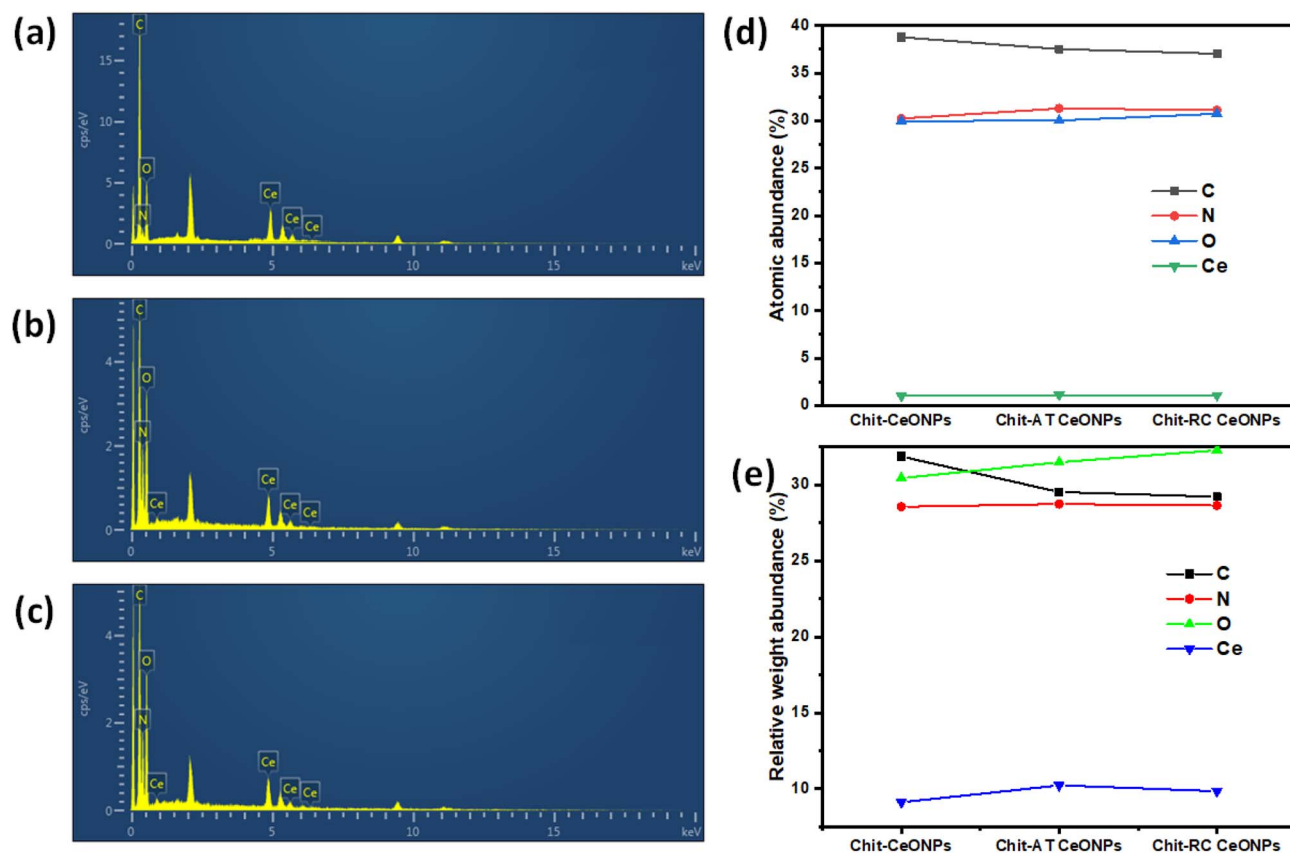 (a)
C
15
10
5
0
cps/eV
O
N
Ce
Ce
Ce
0
5
10
15
keV
(b)
C
4
2
0
cps/eV
O
N
Ce
Ce
Ce
Ce
0
5
10
15
keV
(c)
C
4
2
0
cps/eV
O
N
Ce
Ce
Ce
Ce
0
5
10
15
keV
(d)
40
35
30
25
20
15
10
5
0
Atomic abundance (%)
C
N
O
Ce
Chit-CeONPs
Chit-AT CeONPs
Chit-RC CeONPs
(e)
30
25
20
15
10
Relative weight abundance (%)
C
N
O
Ce
Chit-CeONPs
Chit-AT CeONPs
Chit-RC CeONPs